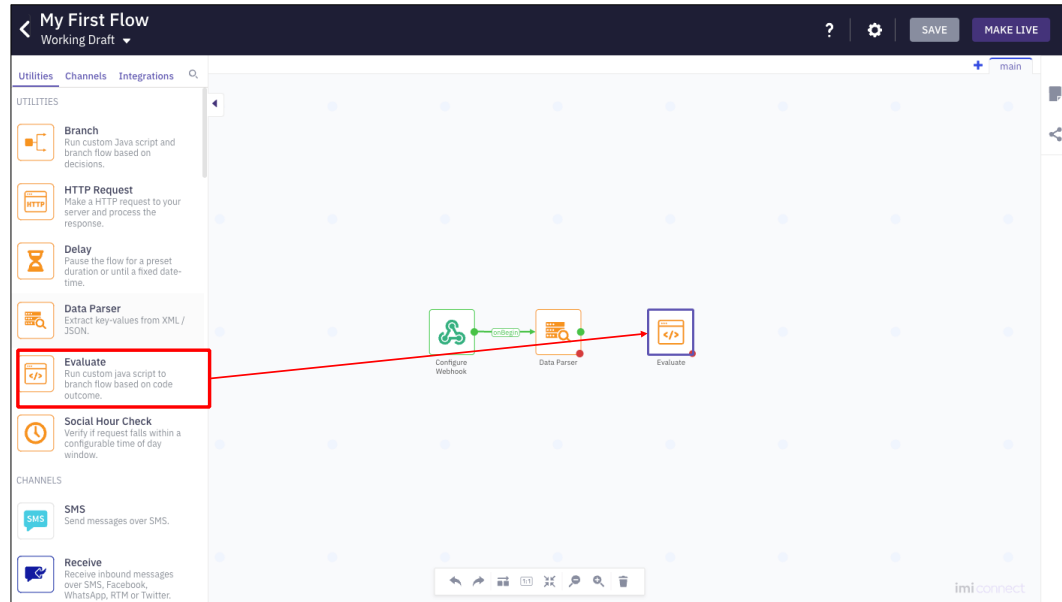 My First Flow
Working Draft
?
SAVE
MAKE LIVE
Utilities Channels Integrations
+ main
UTILITIES
Branch
Run custom Java script and
branch flow based on
decisions.
HTTP
HTTP Request
Make a HTTP request to your
server and process the
response.
Delay
Pause the flow for a preset
duration or until a fixed date-
time.
Data Parser
Extract key-values from XML /
JSON.
Evaluate
Run custom java script to
branch flow based on code
outcome.
Social Hour Check
Verify if request falls within a
configurable time of day
window.
CHANNELS
SMS
SMS
Send messages over SMS.
Receive
Receive inbound messages
over SMS, Facebook,
WhatsApp, RTM or Twitter.
onBegin
Configure
Webhook
Data Parser
</>
Evaluate
1:1
imiconnect